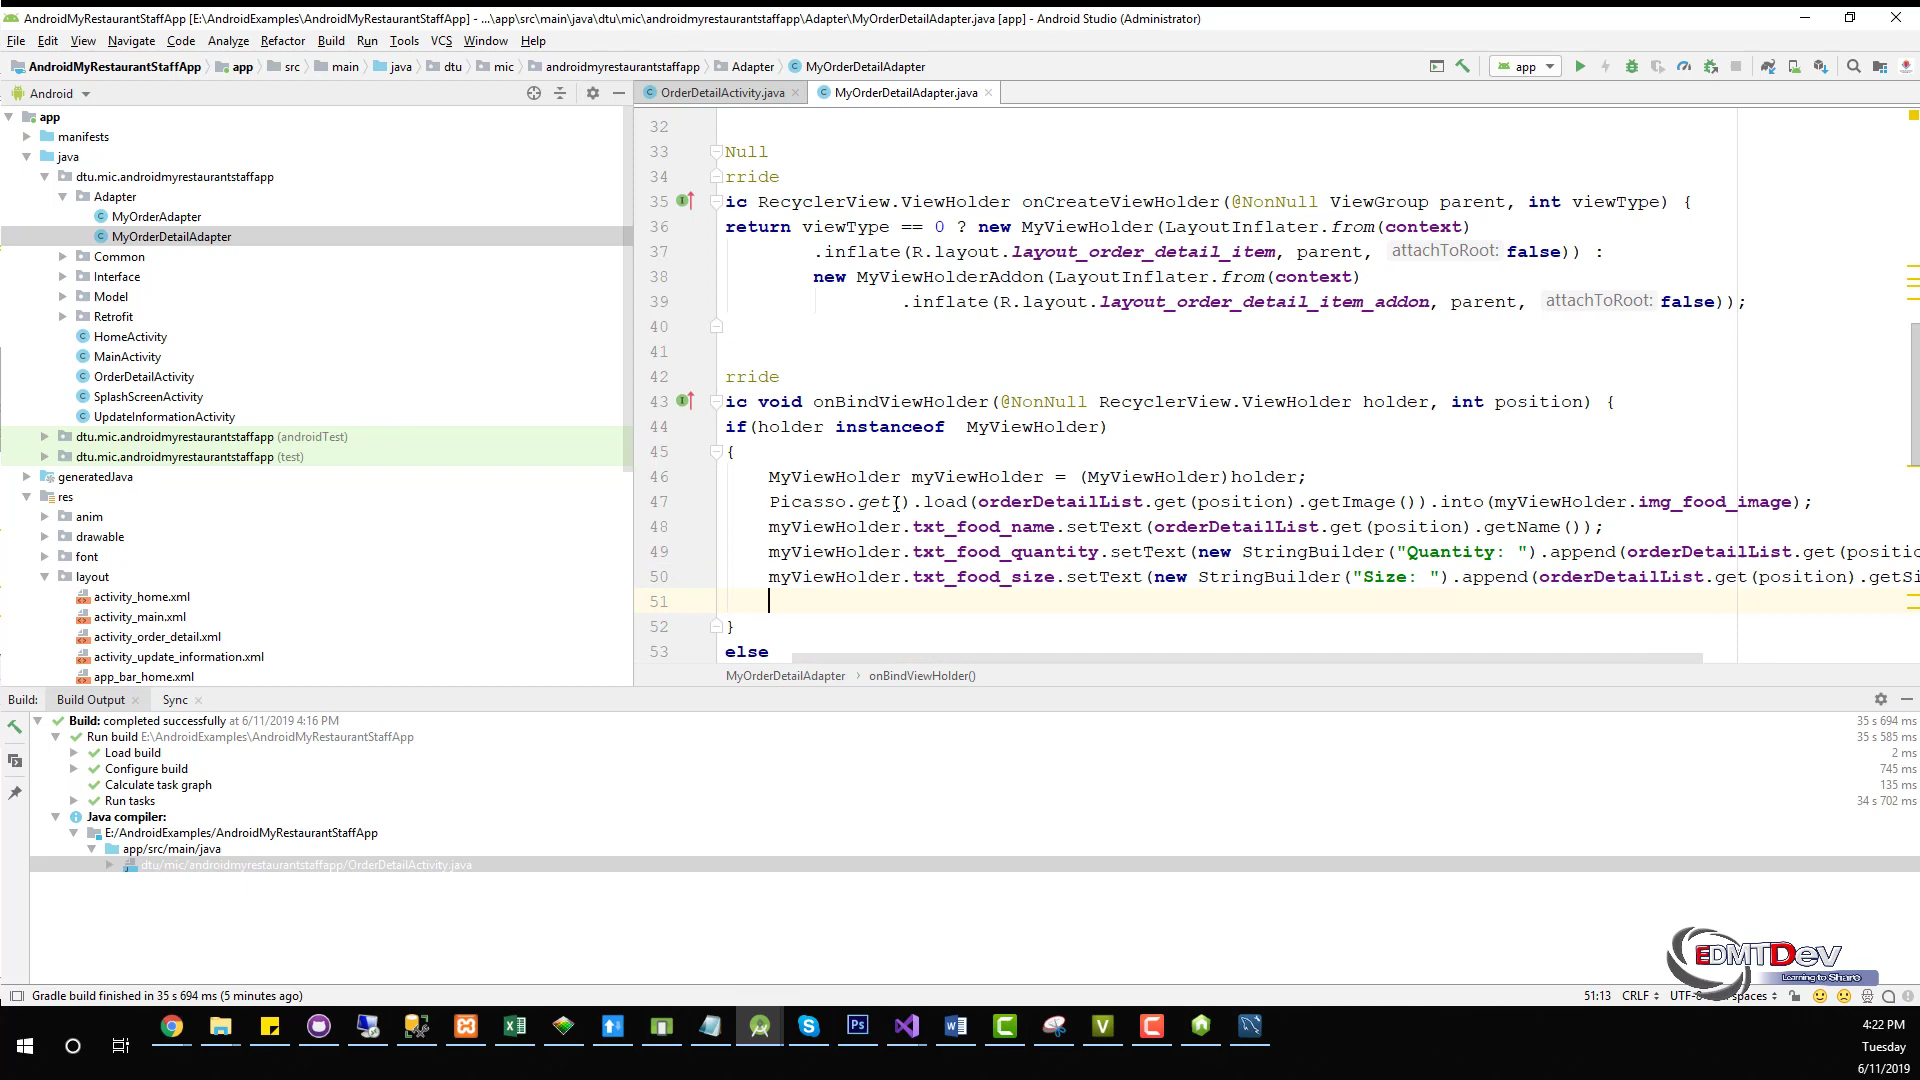 AndroidMyRestaurantStaffApp [E:\AndroidExamples\AndroidMyRestaurantStaffApp] - ...\app\src\main\java\dtu\mic\androidmyrestaurantstaffapp\Adapter\MyOrderDetailAdapter.java [app] - Android Studio (Administrator)
File Edit View Navigate Code Analyze Refactor Build Run Tools VCS Window Help
AndroidMyRestaurantStaffApp app src main java dtu mic androidmyrestaurantstaffapp Adapter MyOrderDetailAdapter app
Android OrderDetailActivity.java MyOrderDetailAdapter.java
app
manifests
java
dtu.mic.androidmyrestaurantstaffapp
Adapter
MyOrderAdapter
MyOrderDetailAdapter
Common
Interface
Model
Retrofit
HomeActivity
MainActivity
OrderDetailActivity
SplashScreenActivity
UpdateInformationActivity
dtu.mic.androidmyrestaurantstaffapp (androidTest)
dtu.mic.androidmyrestaurantstaffapp (test)
generatedJava
res
anim
drawable
font
layout
activity_home.xml
activity_main.xml
activity_order_detail.xml
activity_update_information.xml
app_bar_home.xml
32
33 Null
34 rride
35 ic RecyclerView.ViewHolder onCreateViewHolder(@NonNull ViewGroup parent, int viewType) {
36 return viewType == 0 ? new MyViewHolder(LayoutInflater.from(context)
37 .inflate(R.layout.layout_order_detail_item, parent, attachToRoot: false)) :
38 new MyViewHolderAddon(LayoutInflater.from(context)
39 .inflate(R.layout.layout_order_detail_item_addon, parent, attachToRoot: false));
40
41
42 rride
43 ic void onBindViewHolder(@NonNull RecyclerView.ViewHolder holder, int position) {
44 if(holder instanceof MyViewHolder)
45 {
46 MyViewHolder myViewHolder = (MyViewHolder)holder;
47 Picasso.get().load(orderDetailList.get(position).getImage()).into(myViewHolder.img_food_image);
48 myViewHolder.txt_food_name.setText(orderDetailList.get(position).getName());
49 myViewHolder.txt_food_quantity.setText(new StringBuilder("Quantity: ").append(orderDetailList.get(positio
50 myViewHolder.txt_food_size.setText(new StringBuilder("Size: ").append(orderDetailList.get(position).getSi
51
52 }
53 else
MyOrderDetailAdapter › onBindViewHolder()
Build: Build Output Sync
Build: completed successfully at 6/11/2019 4:16 PM 35 s 694 ms
Run build E:\AndroidExamples\AndroidMyRestaurantStaffApp 35 s 585 ms
Load build 2 ms
Configure build 745 ms
Calculate task graph 135 ms
Run tasks 34 s 702 ms
Java compiler:
E:/AndroidExamples/AndroidMyRestaurantStaffApp
app/src/main/java
dtu/mic/androidmyrestaurantstaffapp/OrderDetailActivity.java
EDMTDev
Learning to Share
Gradle build finished in 35 s 694 ms (5 minutes ago) 51:13 CRLF spaces
4:22 PM
Tuesday
6/11/2019